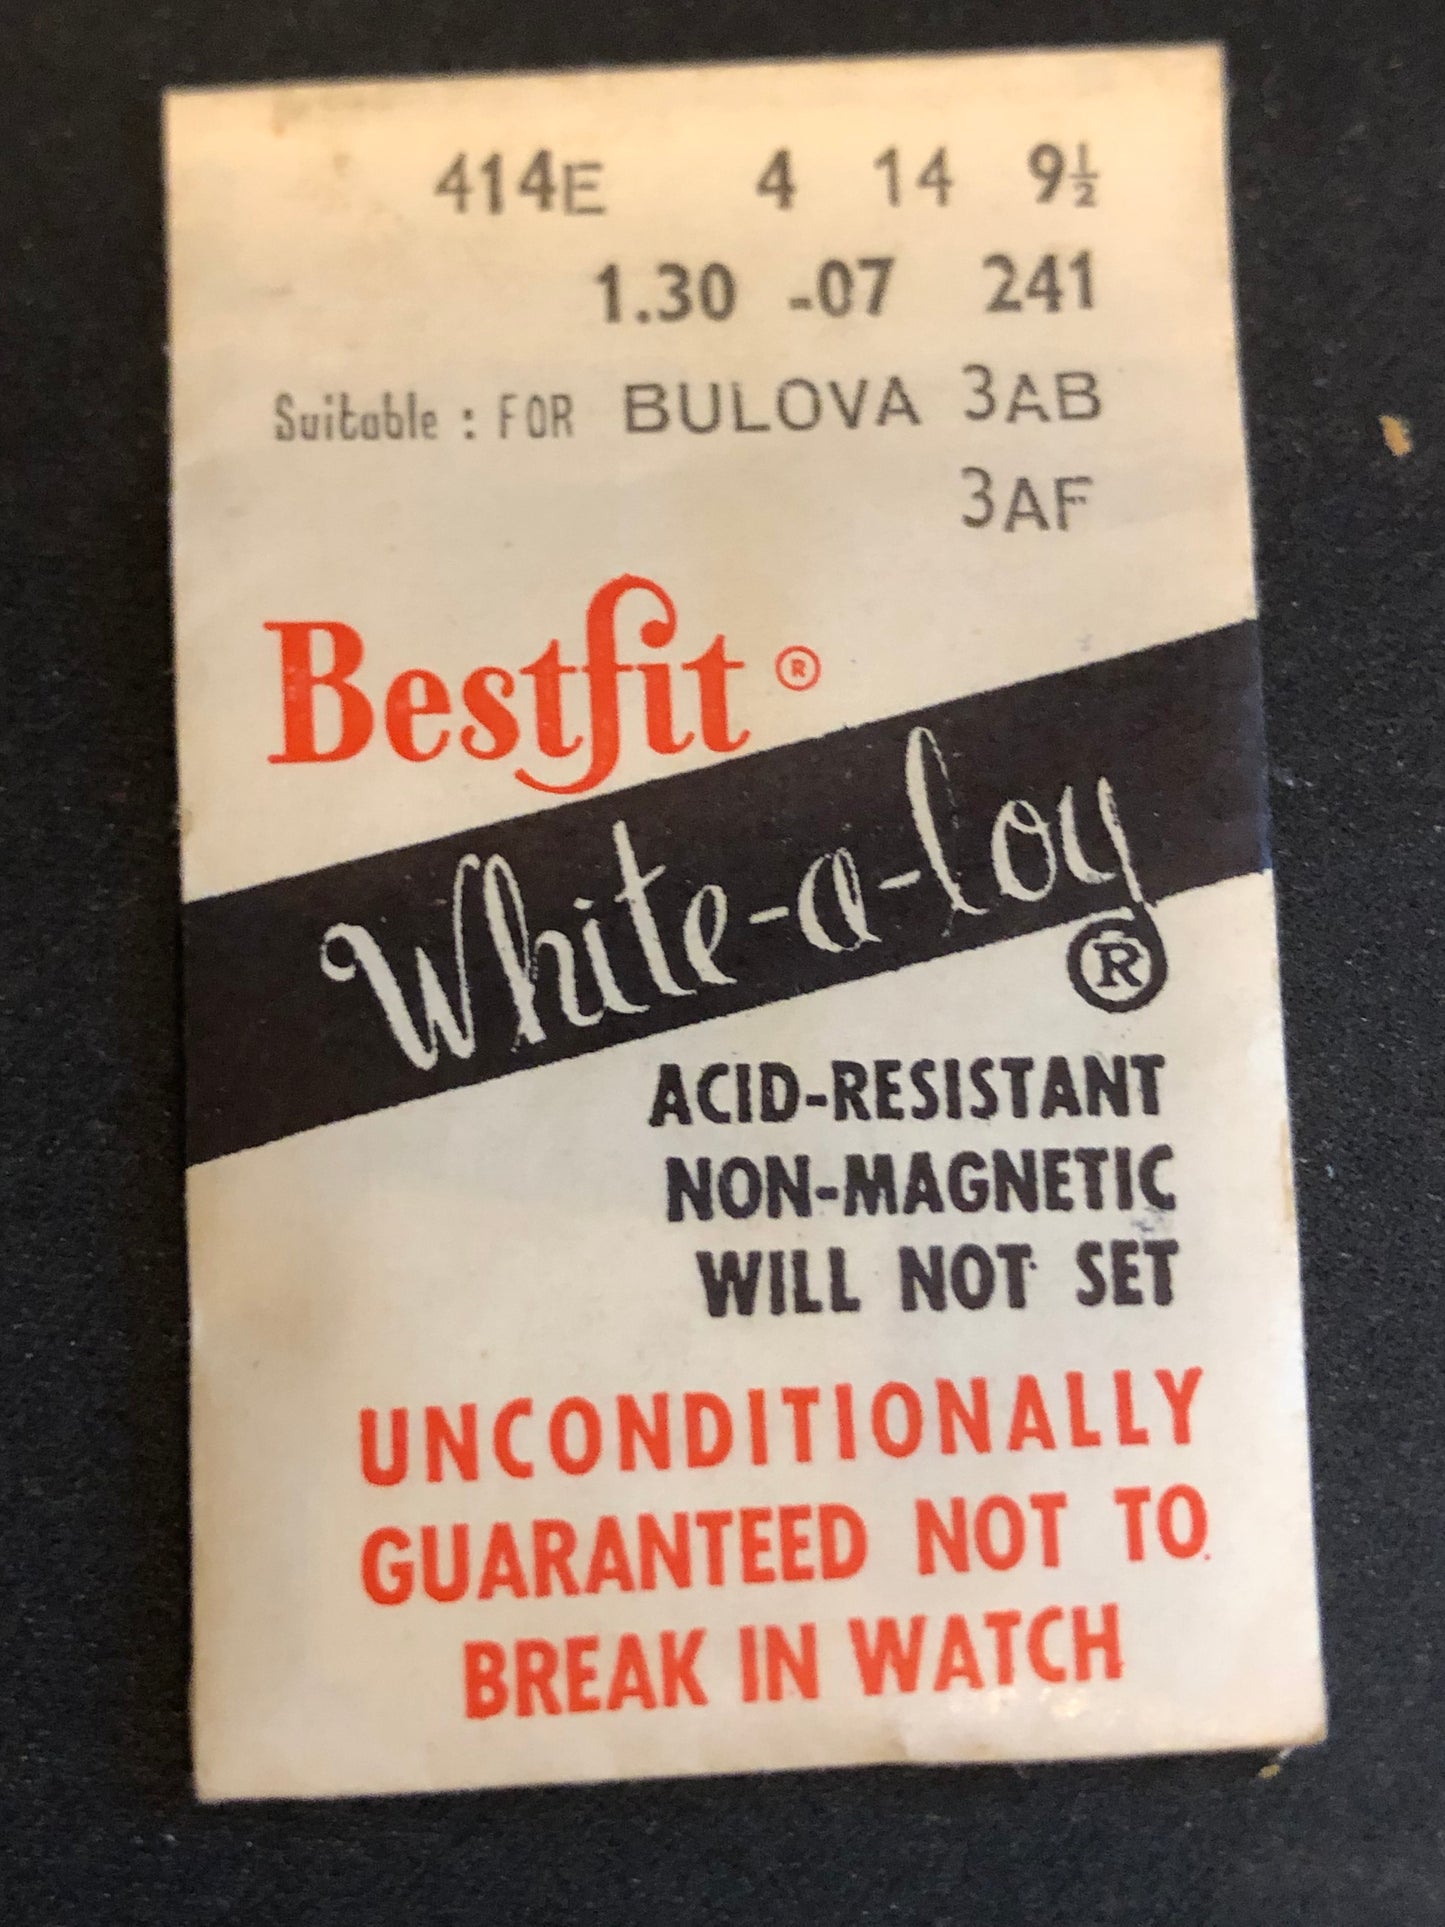 414E 4 14 9½
1.30 -07 241
Suitable : FOR BULOVA 3AB
3AF
Bestfit ®
White-a-loy
®
ACID-RESISTANT
NON-MAGNETIC
WILL NOT SET
UNCONDITIONALLY
GUARANTEED NOT TO
BREAK IN WATCH